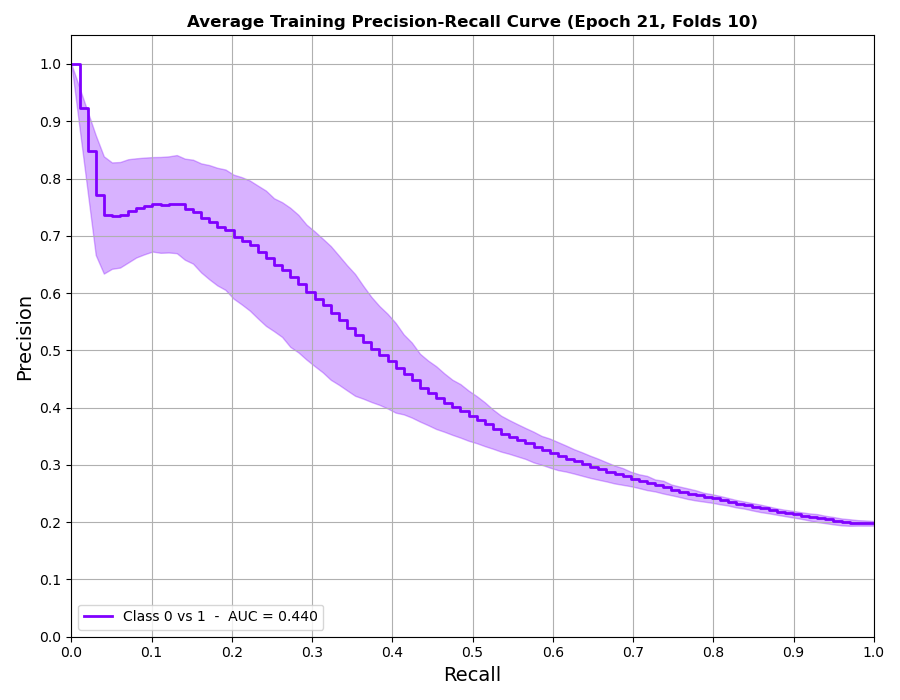 Average Training Precision-Recall Curve (Epoch 21, Folds 10)
1.0
0.9
0.8
0.7
0.6
0.5
0.4
0.3
0.2
0.1
0.0
Precision
Class 0 vs 1 - AUC = 0.440
0.0 0.1 0.2 0.3 0.4 0.5 0.6 0.7 0.8 0.9 1.0
Recall